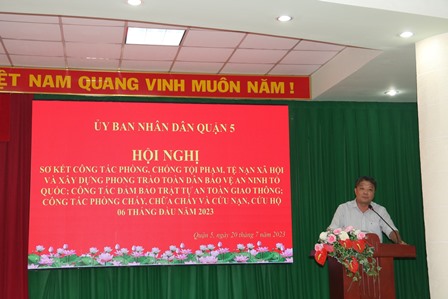 ỆT NAM QUANG VINH MUÔN NĂM !
ỦY BAN NHÂN DÂN QUẬN 5
HỘI NGHỊ
SƠ KẾT CÔNG TÁC PHÒNG, CHỐNG TỘI PHẠM, TỆ NẠN XÃ HỘI
VÀ XÂY DỰNG PHONG TRÀO TOÀN DÂN BẢO VỆ AN NINH TỔ
QUỐC; CÔNG TÁC ĐẢM BẢO TRẬT TỰ AN TOÀN GIAO THÔNG;
CÔNG TÁC PHÒNG CHÁY, CHỮA CHÁY VÀ CỨU NẠN, CỨU HỘ
06 THÁNG ĐẦU NĂM 2023
Quận 5, ngày 20 tháng 7 năm 2023